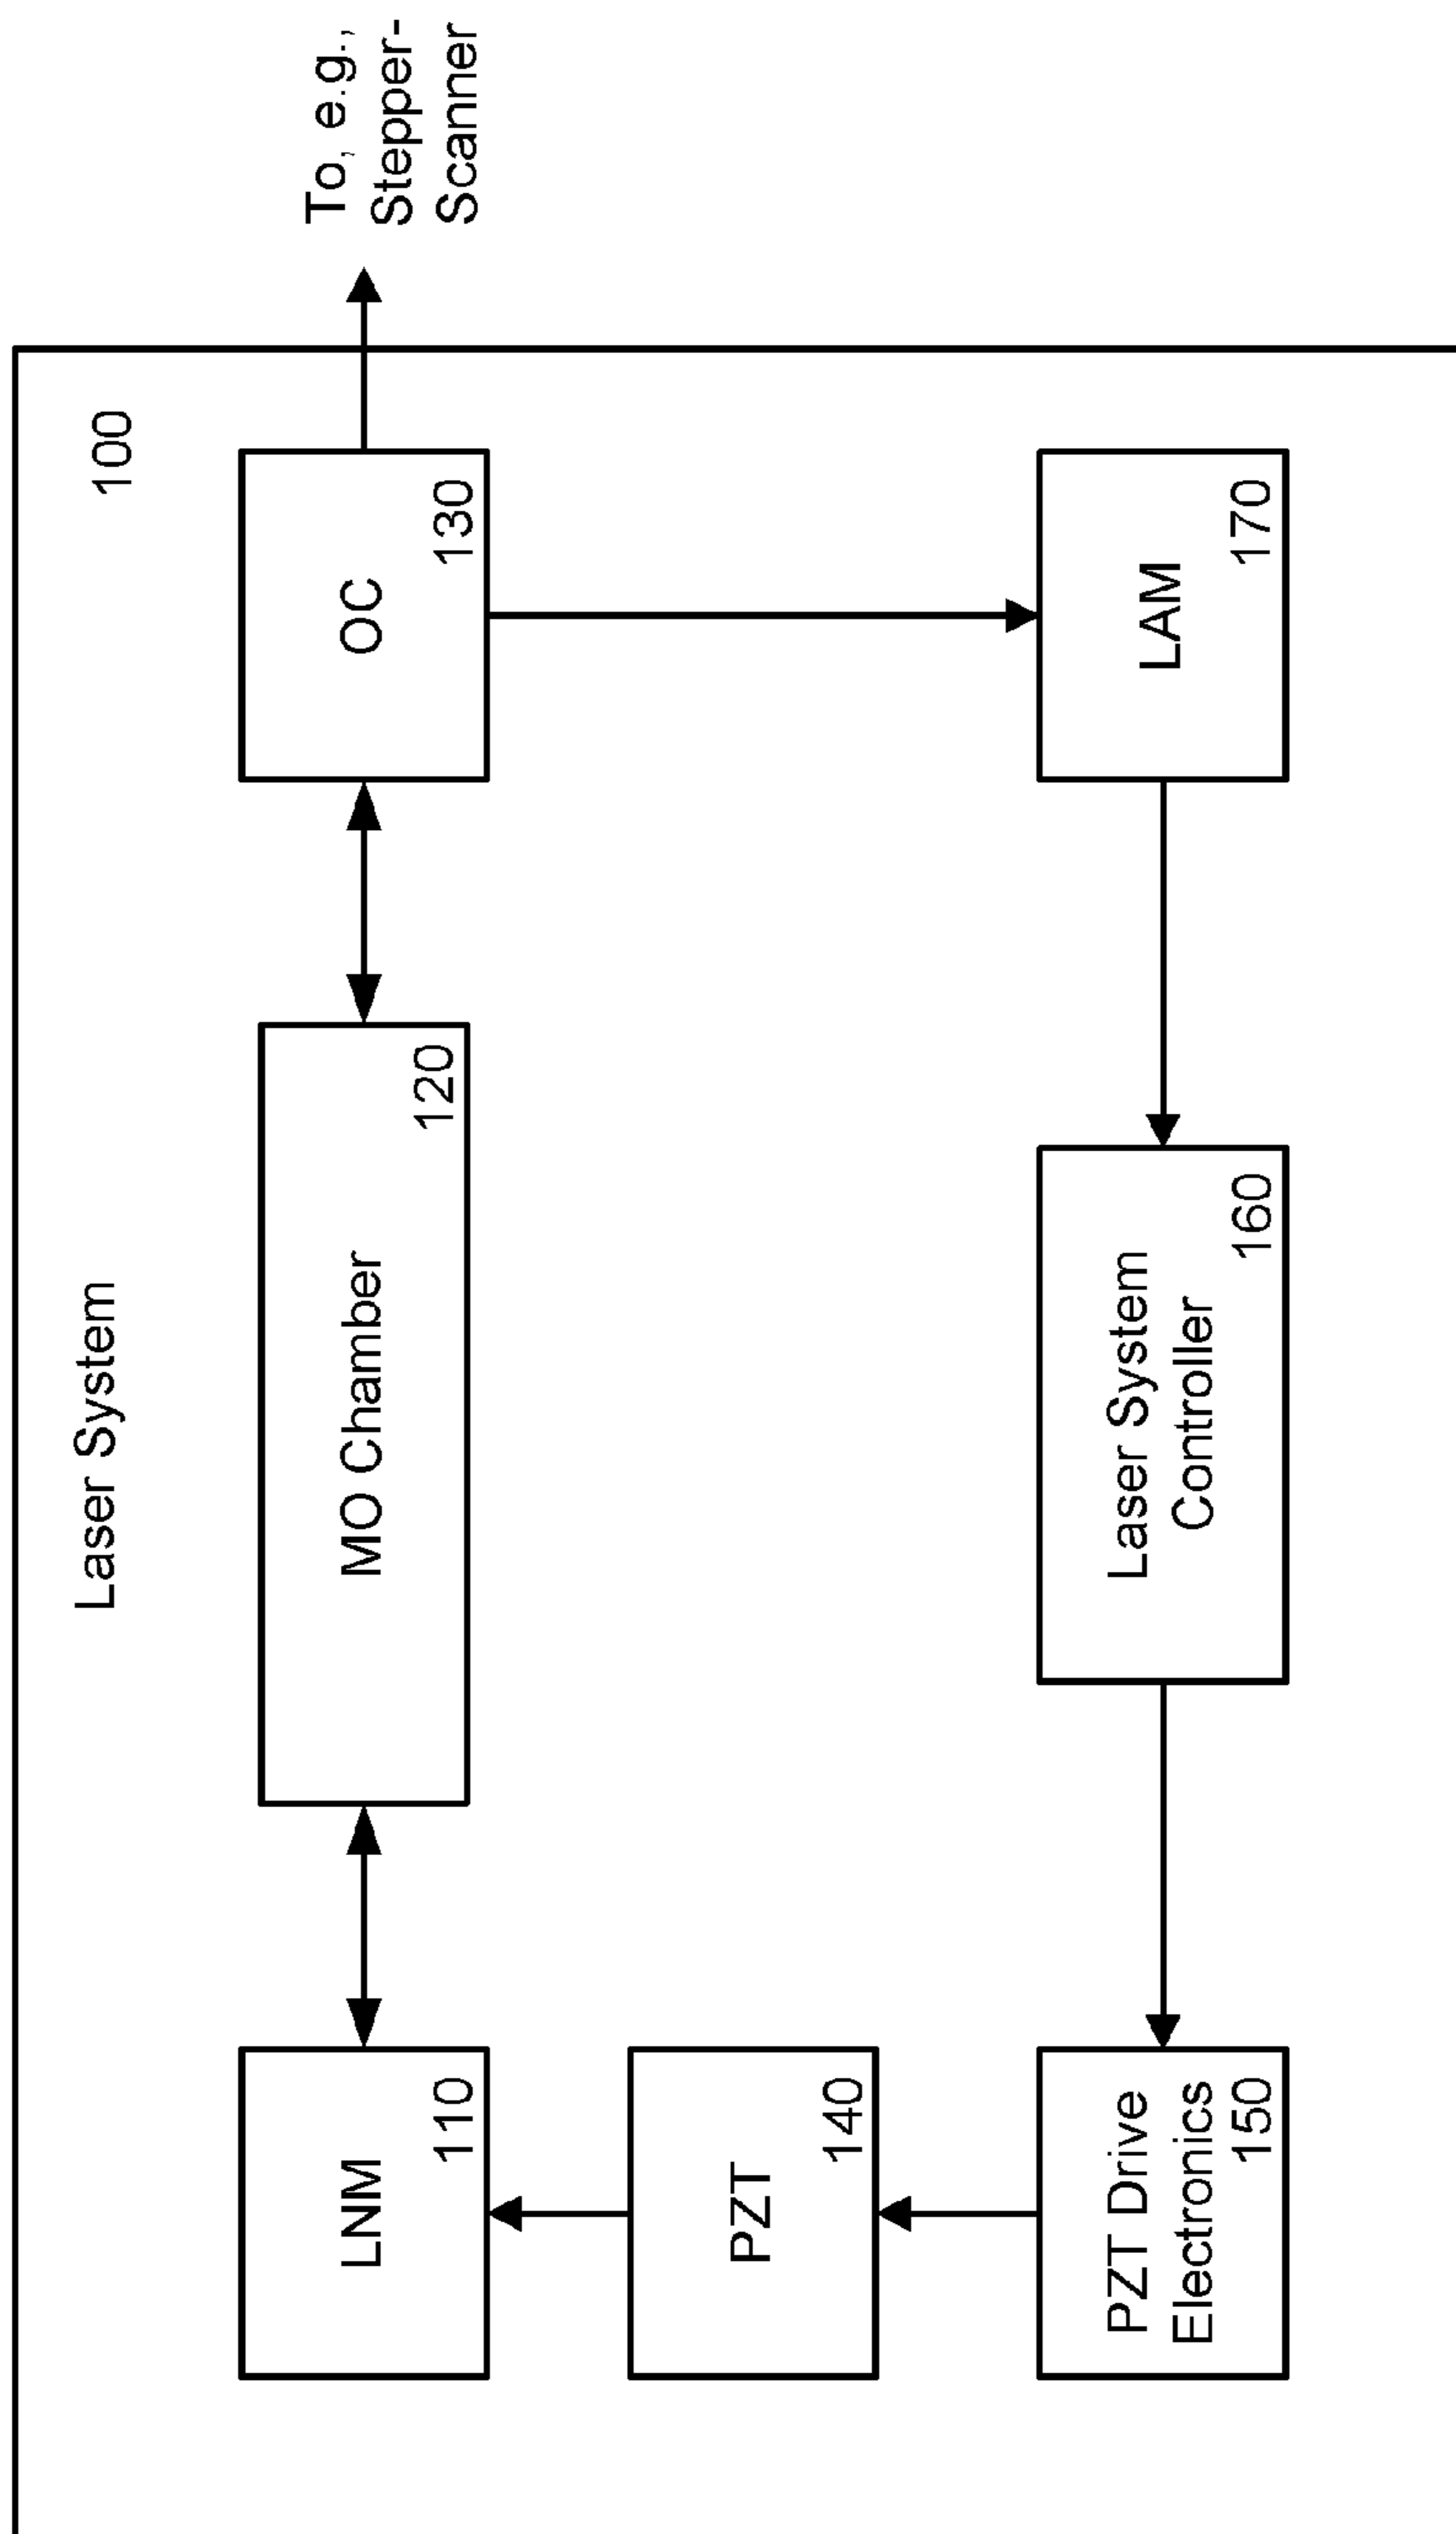 Laser System
100
To, e.g.,
Stepper-
Scanner
LNM
110
MO Chamber
120
OC
130
PZT
140
PZT Drive
Electronics
150
Laser System
Controller
160
LAM
170